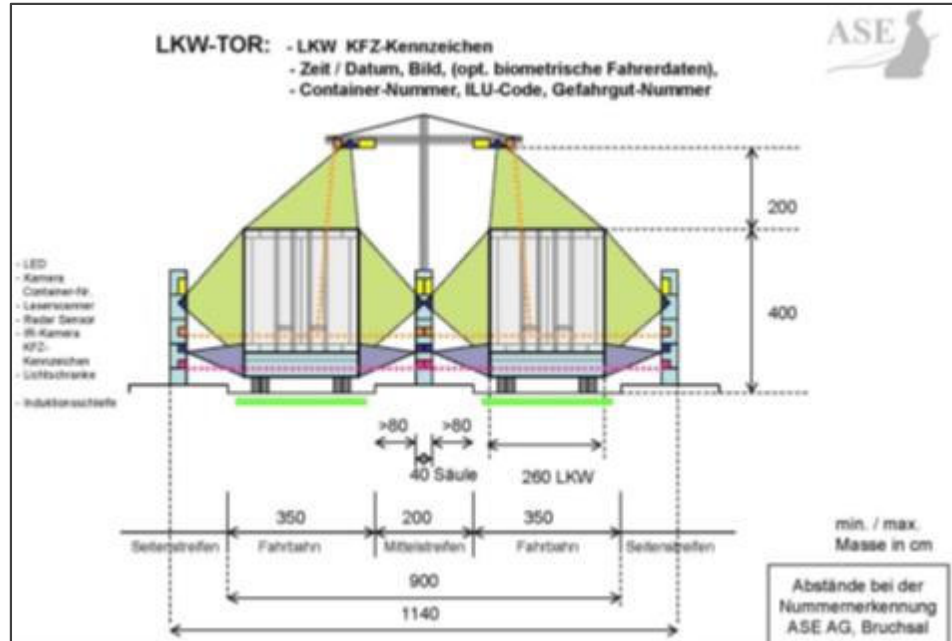 LKW-TOR: - LKW KFZ-Kennzeichen
- Zeit / Datum, Bild, (opt. biometrische Fahrerdaten),
- Container-Nummer, ILU-Code, Gefahrgut-Nummer
ASE
200
400
- LED
- Kamera
Container-Nr.
- Laserscanner
- Radar Sensor
- IR-Kamera
KFZ-
Kennzeichen
- Lichtschranke
- Induktionsschleife
>80 >80
40 Säule 260 LKW
350 200 350
Seitenstreifen Fahrbahn Mittelstreifen Fahrbahn Seitenstreifen
min. / max.
Masse in cm
900
1140
Abstände bei der
Nummernerkennung
ASE AG, Bruchsal